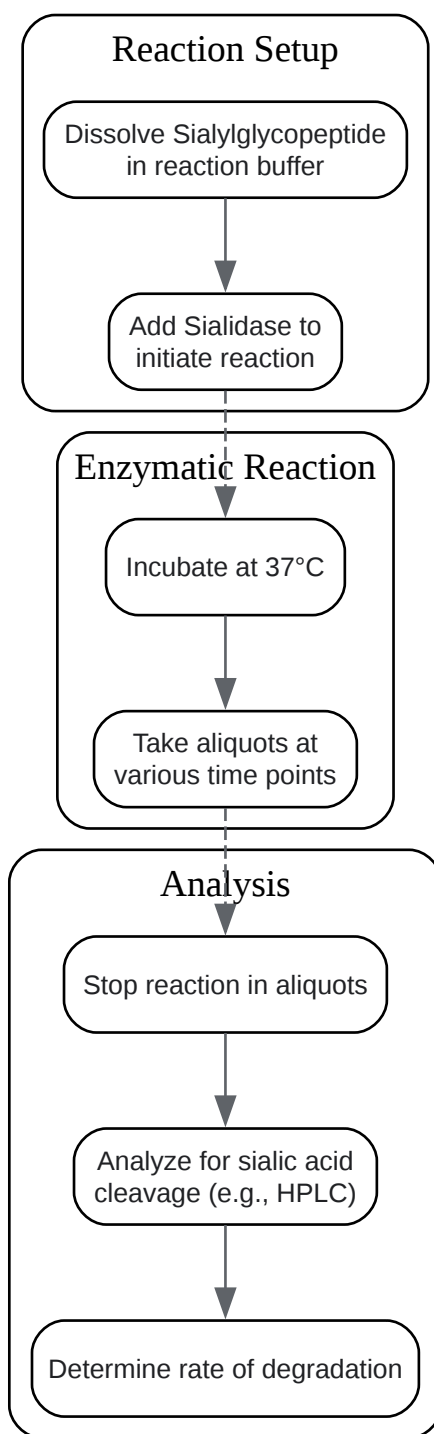 Reaction Setup
Dissolve Sialylglycopeptide
in reaction buffer
Add Sialidase to
initiate reaction
Enzymatic Reaction
Incubate at 37°C
Take aliquots at
various time points
Analysis
Stop reaction in aliquots
Analyze for sialic acid
cleavage (e.g., HPLC)
Determine rate of degradation